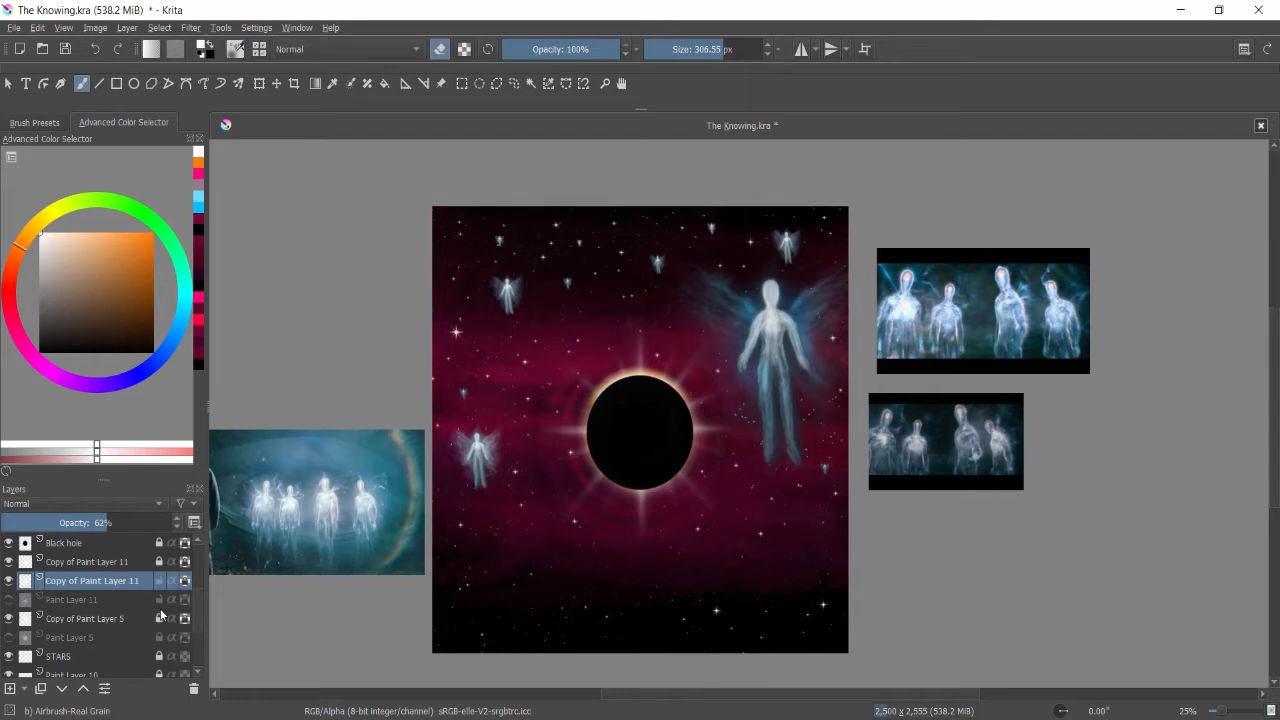 The Knowing.kra (538.2 MiB) * - Krita
File Edit View Image Layer Select Filter Tools Settings Window Help
Normal Opacity: 100% Size: 306.55 px
Brush Presets Advanced Color Selector The Knowing.kra *
Advanced Color Selector
Layers
Normal
Opacity: 62%
Black hole
Copy of Paint Layer 11
Copy of Paint Layer 11
Paint Layer 11
Copy of Paint Layer 5
Paint Layer 5
STARS
Paint Layer 10
b) Airbrush-Real Grain RGB/Alpha (8-bit integer/channel) sRGB-elle-V2-srgbtrc.icc 2,500 x 2,555 (538.2 MiB) 0.00° 25%